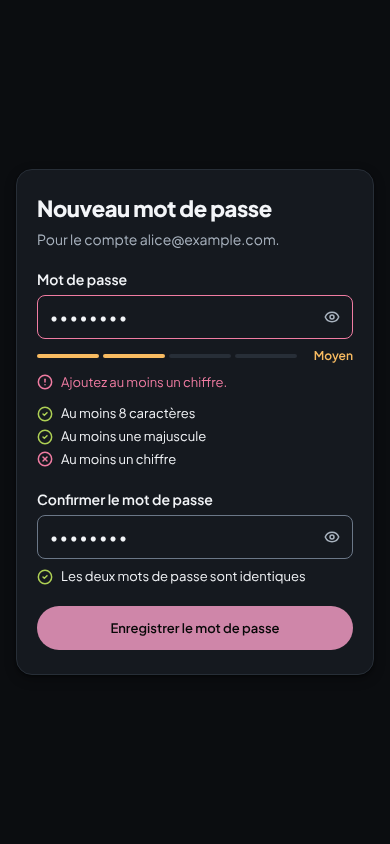 Nouveau mot de passe
Pour le compte alice@example.com.
Mot de passe
••••••••
Moyen
Ajoutez au moins un chiffre.
Au moins 8 caractères
Au moins une majuscule
Au moins un chiffre
Confirmer le mot de passe
••••••••
Les deux mots de passe sont identiques
Enregistrer le mot de passe